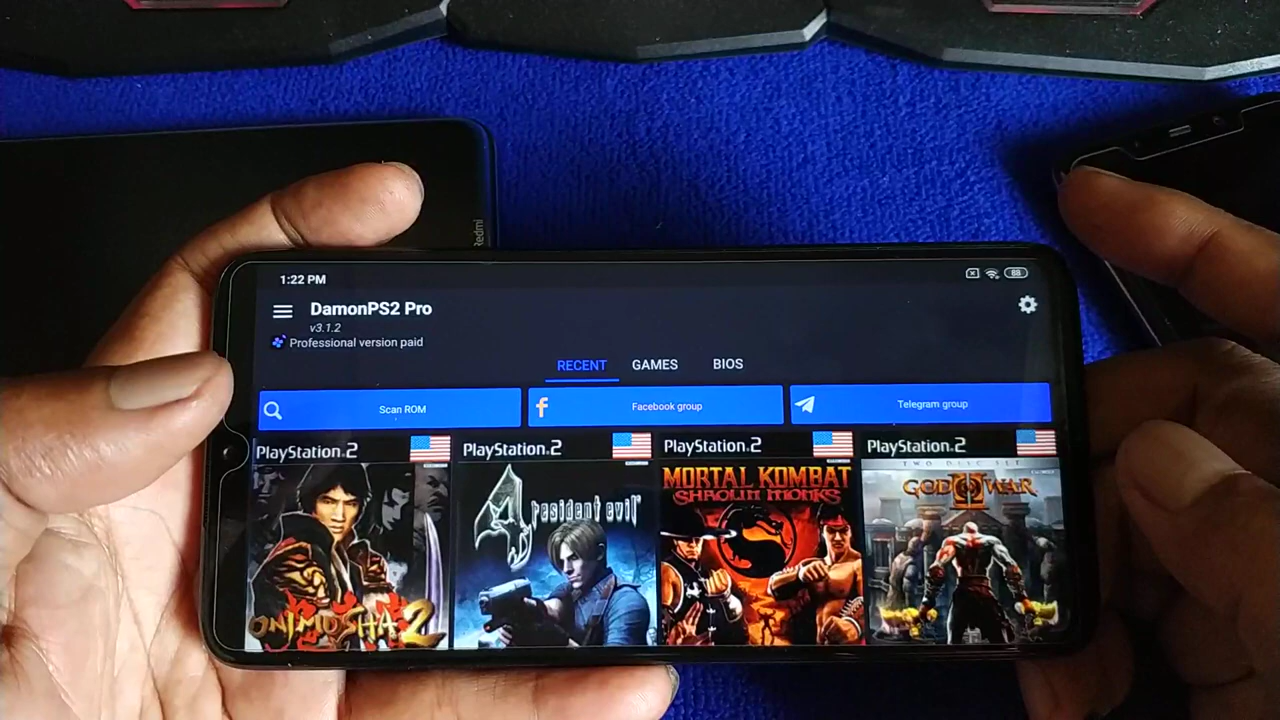 Redmi
1:22 PM
88
DamonPS2 Pro
v3.1.2
Professional version paid
RECENT GAMES BIOS
Scan ROM
Facebook group
Telegram group
PlayStation.2
PlayStation.2
PlayStation.2
PlayStation.2
ONIMUSHA 2
resident evil 4
MORTAL KOMBAT
SHAOLIN MONKS
TWO DISC SET
GOD OF WAR II